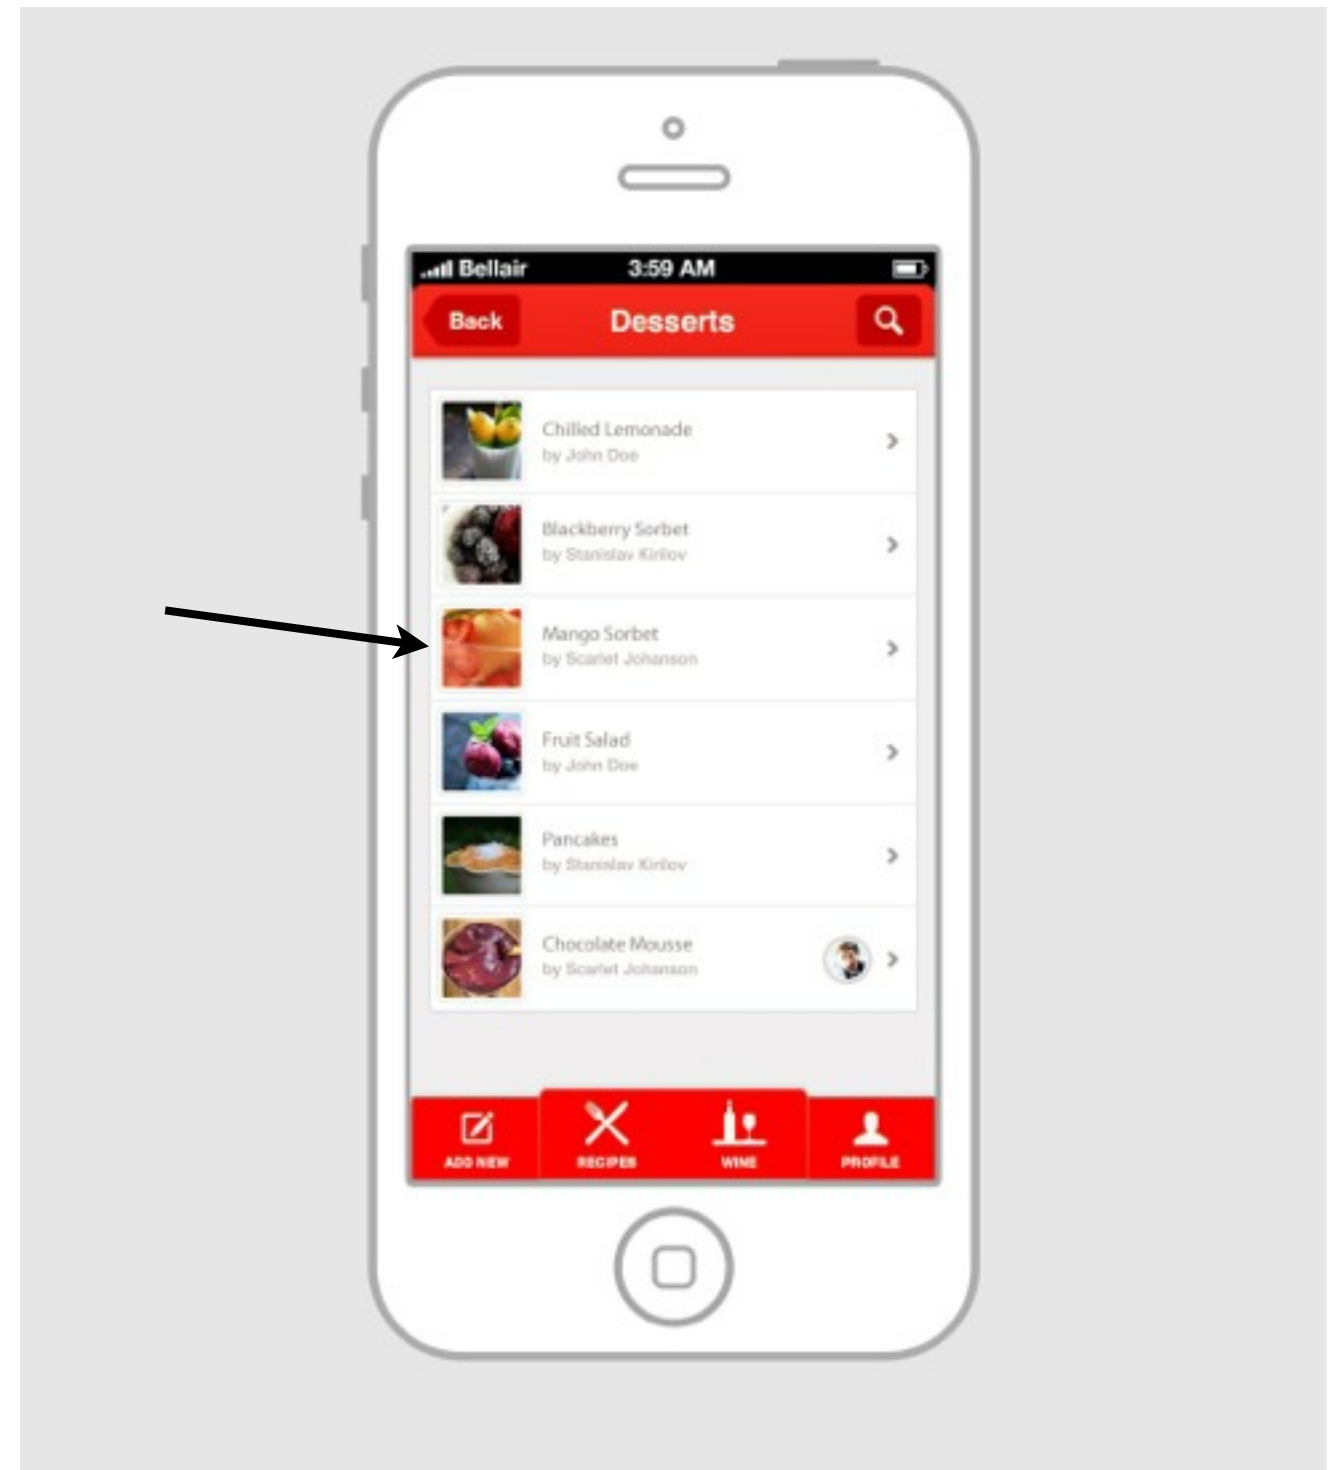 Bellair 3:59 AM
Back Desserts
Chilled Lemonade
by John Doe
Blackberry Sorbet
by Stanislav Kirilov
Mango Sorbet
by Scarlet Johanson
Fruit Salad
by John Doe
Pancakes
by Stanislav Kirilov
Chocolate Mousse
by Scarlet Johanson
ADD NEW RECIPES WINE PROFILE